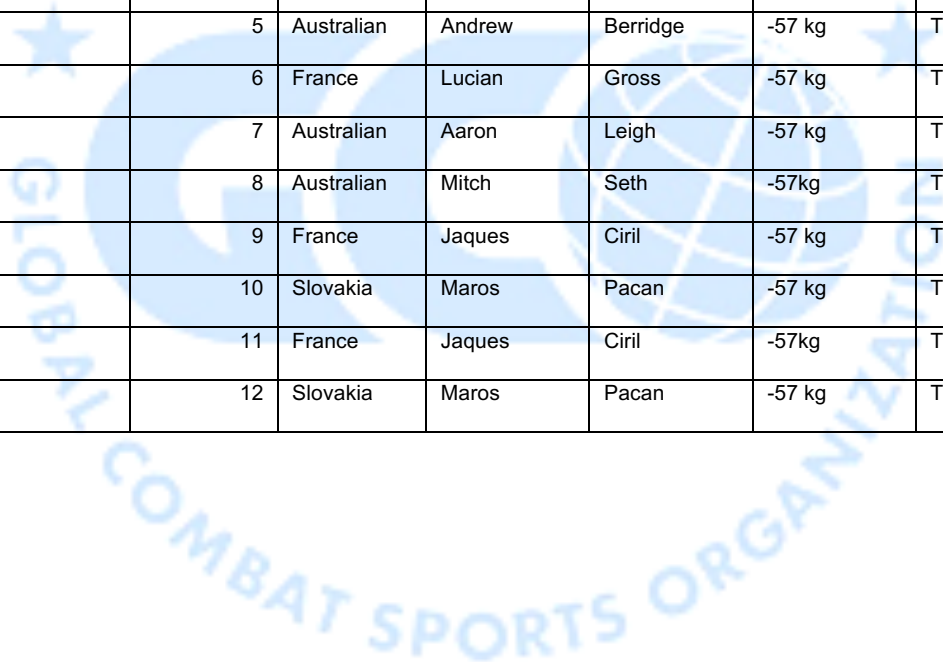 5 Australian Andrew Berridge -57 kg T
6 France Lucian Gross -57 kg T
7 Australian Aaron Leigh -57 kg T
8 Australian Mitch Seth -57kg T
9 France Jaques Ciril -57 kg T
10 Slovakia Maros Pacan -57 kg T
11 France Jaques Ciril -57kg T
12 Slovakia Maros Pacan -57 kg T
GLOBAL COMBAT SPORTS ORGANIZATION